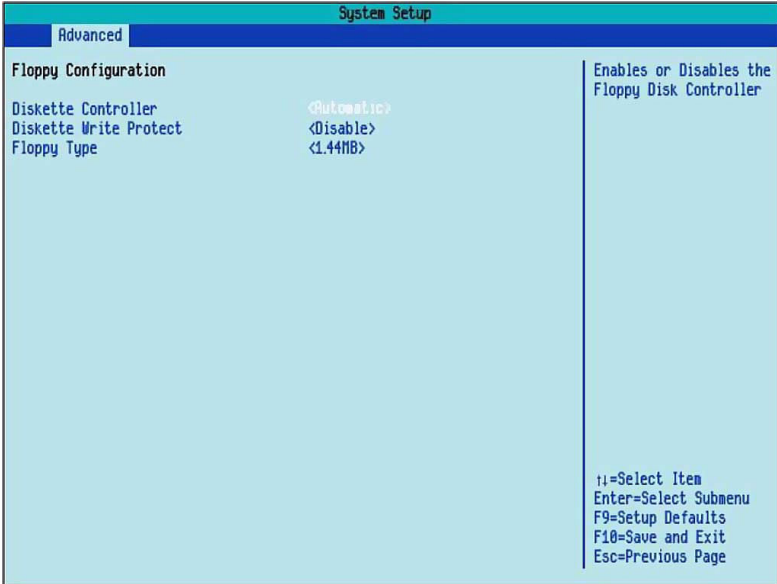 System Setup
Advanced
Floppy Configuration
Diskette Controller <Automatic>
Diskette Write Protect <Disable>
Floppy Type <1.44MB>
Enables or Disables the
Floppy Disk Controller
↑↓=Select Item
Enter=Select Submenu
F9=Setup Defaults
F10=Save and Exit
Esc=Previous Page